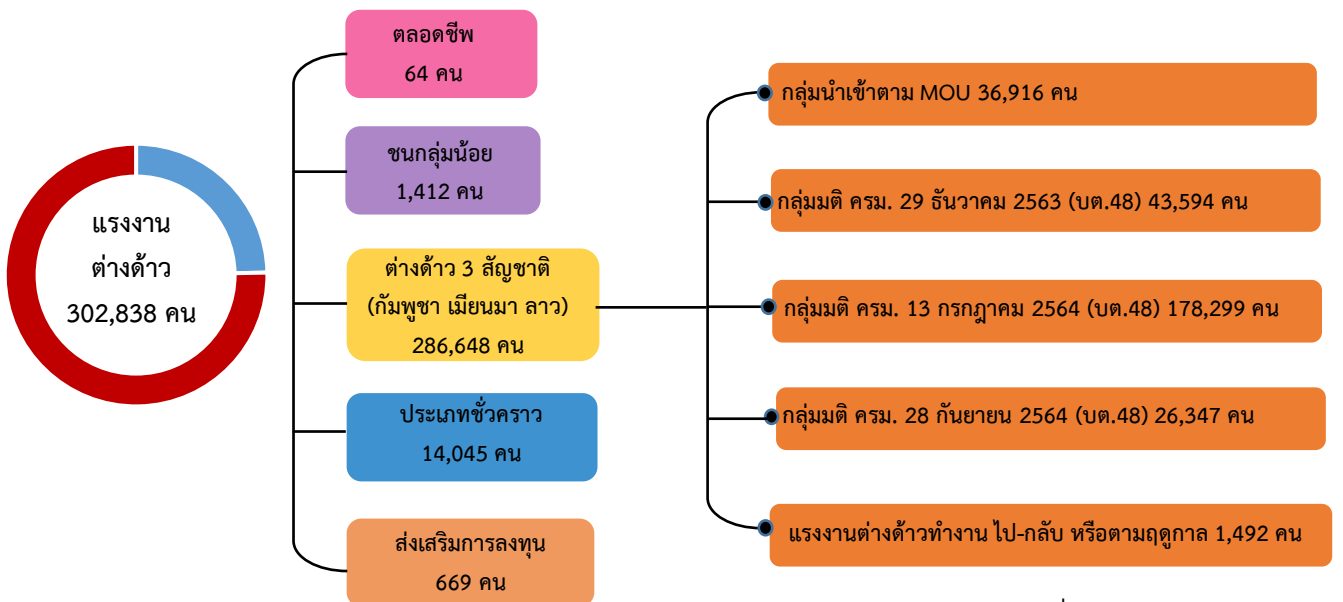 แรงงาน
ต่างด้าว
302,838 คน
ตลอดชีพ
64 คน
ชนกลุ่มน้อย
1,412 คน
ต่างด้าว 3 สัญชาติ
(กัมพูชา เมียนมา ลาว)
286,648 คน
ประเภทชั่วคราว
14,045 คน
ส่งเสริมการลงทุน
669 คน
กลุ่มนำเข้าตาม MOU 36,916 คน
กลุ่มมติ ครม. 29 ธันวาคม 2563 (บต.48) 43,594 คน
กลุ่มมติ ครม. 13 กรกฎาคม 2564 (บต.48) 178,299 คน
กลุ่มมติ ครม. 28 กันยายน 2564 (บต.48) 26,347 คน
แรงงานต่างด้าวทำงาน ไป-กลับ หรือตามฤดูกาล 1,492 คน